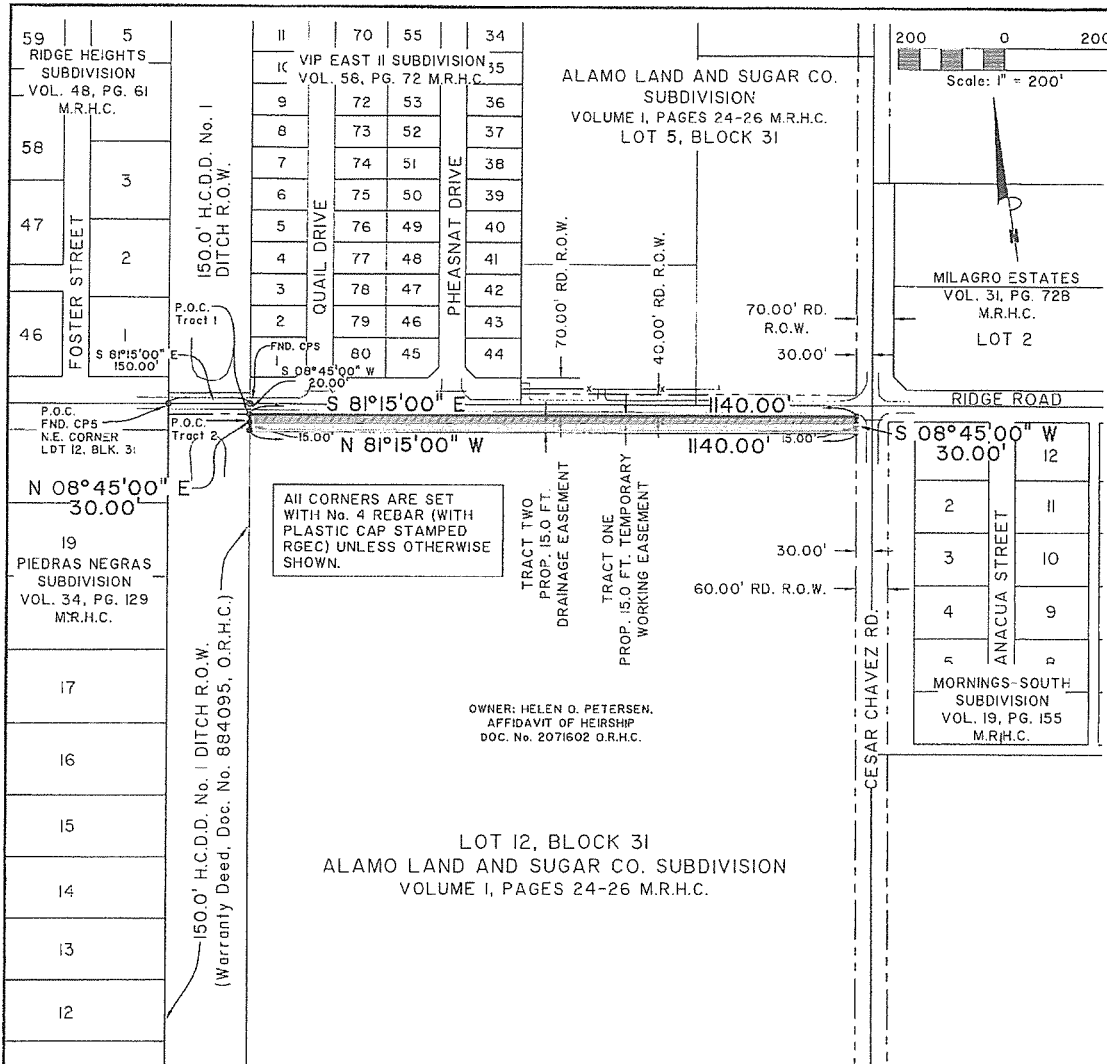 59
5
RIDGE HEIGHTS
SUBDIVISION
VOL. 48, PG. 61
M.R.H.C.
58
3
47
2
46
1
FOSTER STREET
150.0' H.C.D.D. No. 1
DITCH R.O.W.
11
70
55
34
VIP EAST II SUBDIVISION
VOL. 56, PG. 72 M.R.H.C.
35
9
72
53
36
8
73
52
37
7
74
51
38
6
75
50
39
5
76
49
40
4
77
48
41
3
78
47
42
2
79
46
43
1
80
45
44
QUAIL DRIVE
PHEASNAT DRIVE
ALAMO LAND AND SUGAR CO.
SUBDIVISION
VOLUME 1, PAGES 24-26 M.R.H.C.
LOT 5, BLOCK 31
200
0
200
Scale: 1" = 200'
N
MILAGRO ESTATES
VOL. 31, PG. 72B
M.R.H.C.
LOT 2
70.00' RD. R.O.W.
40.00' RD. R.O.W.
70.00' RD.
R.O.W.
30.00'
RIDGE ROAD
P.O.C.
Tract 1
S 81°15'00" E
150.00'
FND. CPS
S 08°45'00" W
20.00'
P.O.C.
FND. CPS
N.E. CORNER
LOT 12, BLK. 31
P.O.C.
Tract 2
S 81°15'00" E
1140.00'
15.00'
N 81°15'00" W
1140.00'
15.00'
S 08°45'00" W
30.00'
N 08°45'00" E
30.00'
All CORNERS ARE SET
WITH No. 4 REBAR (WITH
PLASTIC CAP STAMPED
RGEC) UNLESS OTHERWISE
SHOWN.
TRACT TWO
PROP. 15.0 FT.
DRAINAGE EASEMENT
TRACT ONE
PROP. 15.0 FT. TEMPORARY
WORKING EASEMENT
30.00'
60.00' RD. R.O.W.
CESAR CHAVEZ RD.
12
2
11
3
10
4
9
ANACUA STREET
MORNINGS-SOUTH
SUBDIVISION
VOL. 19, PG. 155
M.R.H.C.
19
PIEDRAS NEGRAS
SUBDIVISION
VOL. 34, PG. 129
M.R.H.C.
17
16
15
14
13
12
150.0' H.C.D.D. No. 1 DITCH R.O.W.
(Warranty Deed, Doc. No. 884095, O.R.H.C.)
OWNER: HELEN O. PETERSEN.
AFFIDAVIT OF HEIRSHIP
DOC. No. 2071602 O.R.H.C.
LOT 12, BLOCK 31
ALAMO LAND AND SUGAR CO. SUBDIVISION
VOLUME 1, PAGES 24-26 M.R.H.C.